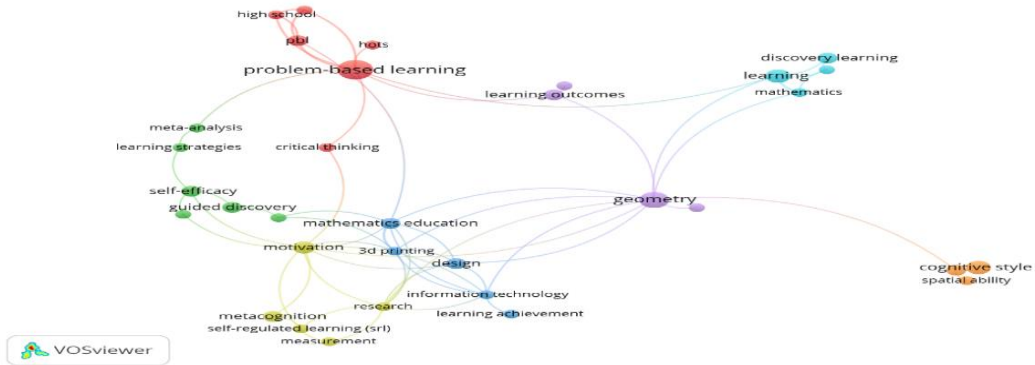 high school
pbl
hots
problem-based learning
discovery learning
learning
mathematics
learning outcomes
meta-analysis
learning strategies
critical thinking
self-efficacy
guided discovery
geometry
mathematics education
motivation
3d printing
design
cognitive style
spatial ability
information technology
research
learning achievement
metacognition
self-regulated learning (srl)
measurement
VOSviewer